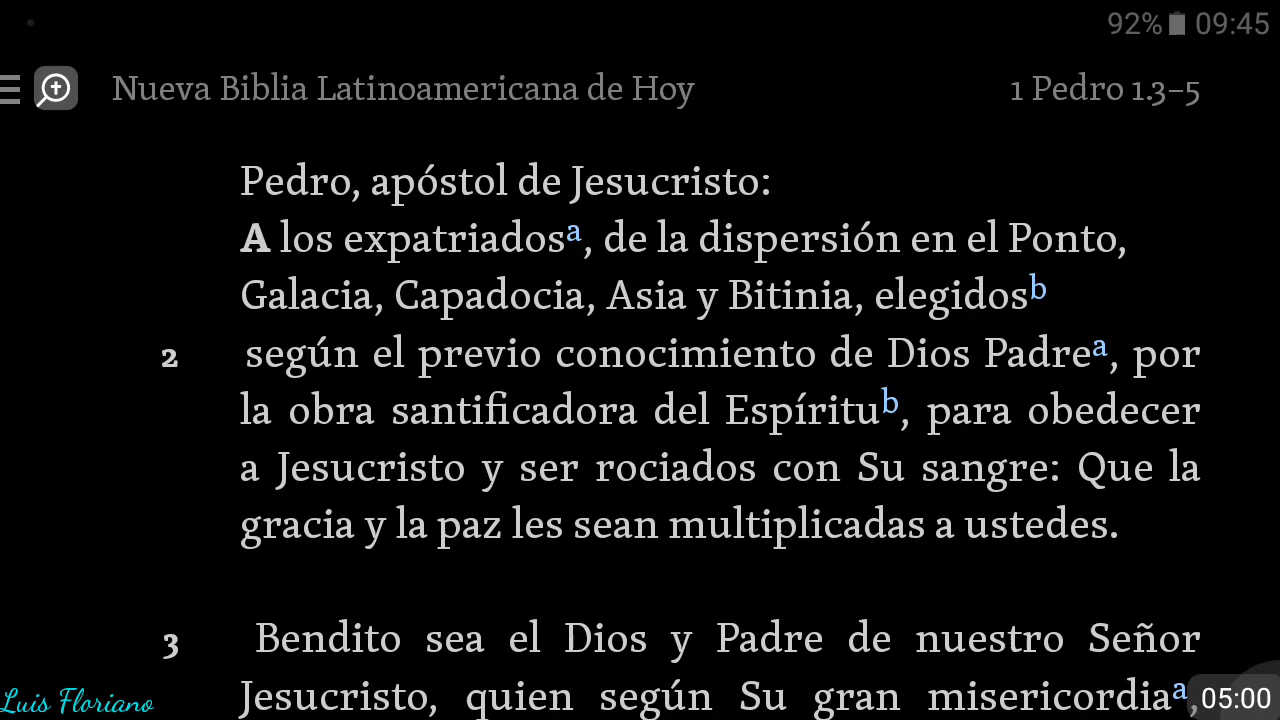 92% 09:45
Nueva Biblia Latinoamericana de Hoy 1 Pedro 1.3–5
Pedro, apóstol de Jesucristo:
A los expatriadosa, de la dispersión en el Ponto,
Galacia, Capadocia, Asia y Bitinia, elegidosb
2 según el previo conocimiento de Dios Padrea, por
la obra santificadora del Espíritub, para obedecer
a Jesucristo y ser rociados con Su sangre: Que la
gracia y la paz les sean multiplicadas a ustedes.
3 Bendito sea el Dios y Padre de nuestro Señor
Jesucristo, quien según Su gran misericordiaa,
Luis Floriano
05:00